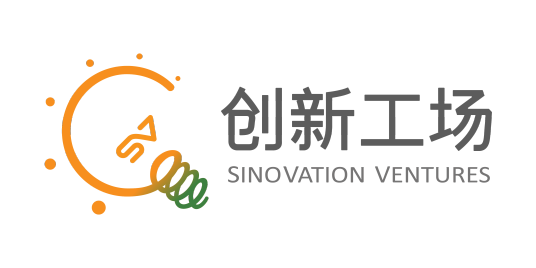 创新工场
SINOVATION VENTURES